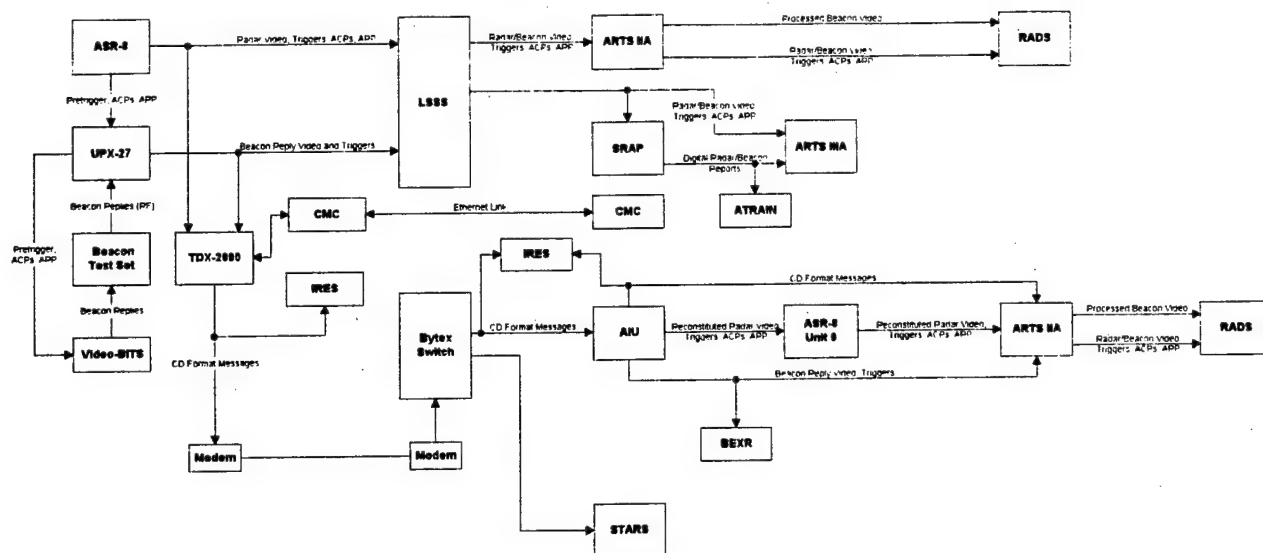 Processed Beacon Video
ASR-8
Radar Video, Triggers, ACPs, APP
Radar/Beacon Video
Triggers, ACPs, APP
ARTS IIA
Radar/Beacon Video
Triggers, ACPs, APP
RADS
LSSS
Pretrigger, ACPs, APP
Radar/Beacon Video
Triggers, ACPs, APP
UPX-27
Beacon Reply Video and Triggers
SRAP
ARTS IIIA
Digital Radar/Beacon
Reports
Beacon Replies (RF)
CMC
Ethernet Link
CMC
ATRAIN
Pretrigger,
ACPs, APP
Beacon
Test Set
TDX-2000
IRES
IRES
CD Format Messages
Beacon Replies
Bytex
Switch
CD Format Messages
AIU
Reconstituted Radar Video,
Triggers, ACPs, APP
ASR-8
Unit 9
Reconstituted Radar Video,
Triggers, ACPs, APP
ARTS IIA
Processed Beacon Video
RADS
Radar/Beacon Video
Triggers, ACPs, APP
Video-BITS
CD Format Messages
Beacon Reply Video, Triggers
BEXR
Modem
Modem
STARS